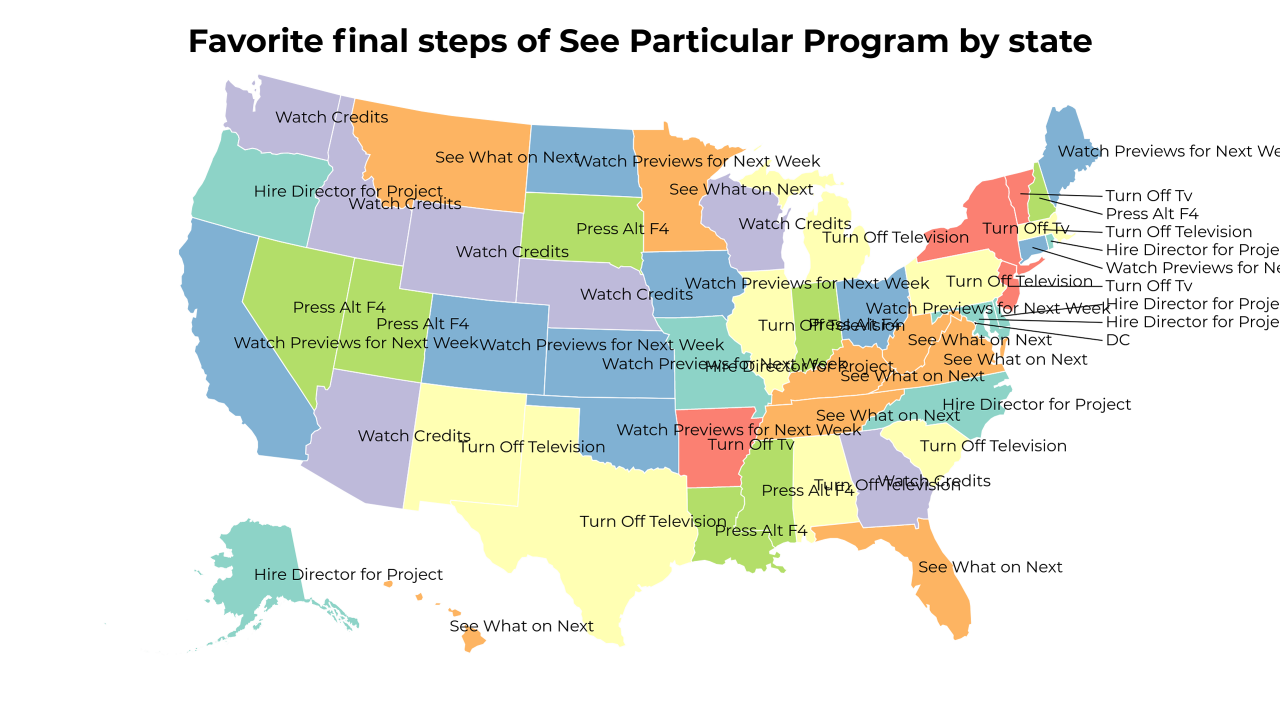 Favorite final steps of See Particular Program by state
Watch Credits
See What on Next
Watch Previews for Next Week
Watch Previews for Next We
See What on Next
Hire Director for Project
Watch Credits
Turn Off Tv
Press Alt F4
Watch Credits
Press Alt F4
Turn Off Tv
Turn Off Television
Turn Off Television
Hire Director for Proje
Watch Credits
Watch Previews for Ne
Turn Off Television
Watch Previews for Next Week
Turn Off Tv
Watch Credits
Hire Director for Proje
Press Alt F4
Watch Previews for Next Week
Hire Director for Proje
Press Alt F4
Turn Off Television
Press Alt F4
See What on Next
DC
Watch Previews for Next Week
Watch Previews for Next Week
See What on Next
Watch Previews for Next Week
Hire Director for Project
See What on Next
Hire Director for Project
See What on Next
Watch Previews for Next Week
Watch Credits
Turn Off Television
Turn Off Tv
Turn Off Television
Press Alt F4
Turn Off Television
Watch Credits
Turn Off Television
Press Alt F4
See What on Next
Hire Director for Project
See What on Next